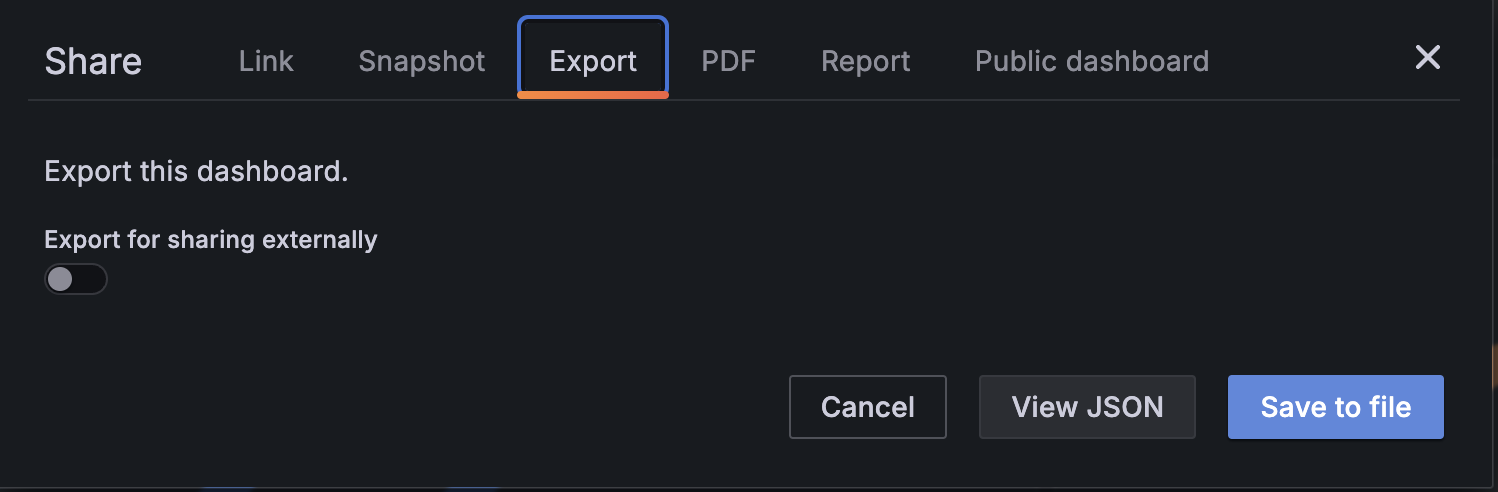 Share Link Snapshot Export PDF Report Public dashboard
Export this dashboard.
Export for sharing externally
Cancel View JSON Save to file